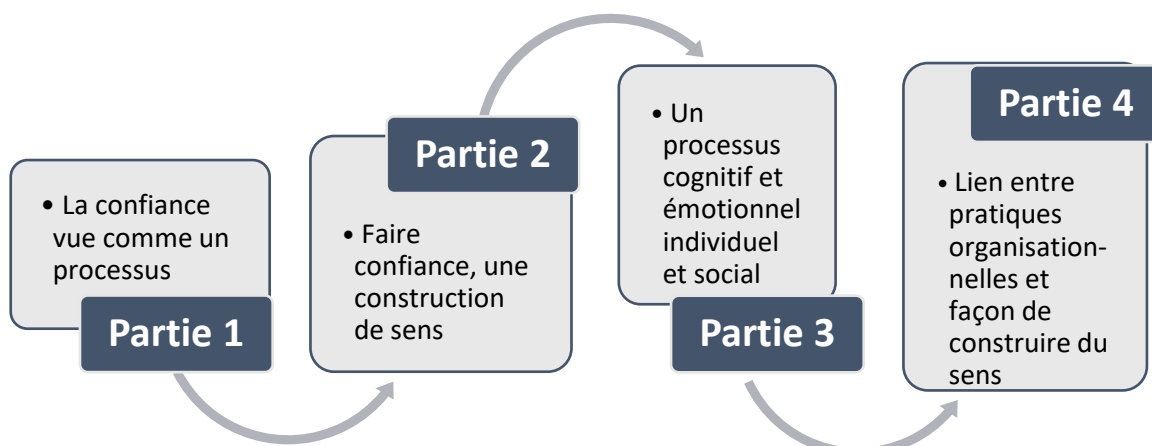 • La confiance
vue comme un
processus
Partie 1
Partie 2
• Faire
confiance, une
construction
de sens
• Un
processus
cognitif et
émotionnel
individuel
et social
Partie 3
Partie 4
• Lien entre
pratiques
organisation-
nelles et
façon de
construire du
sens